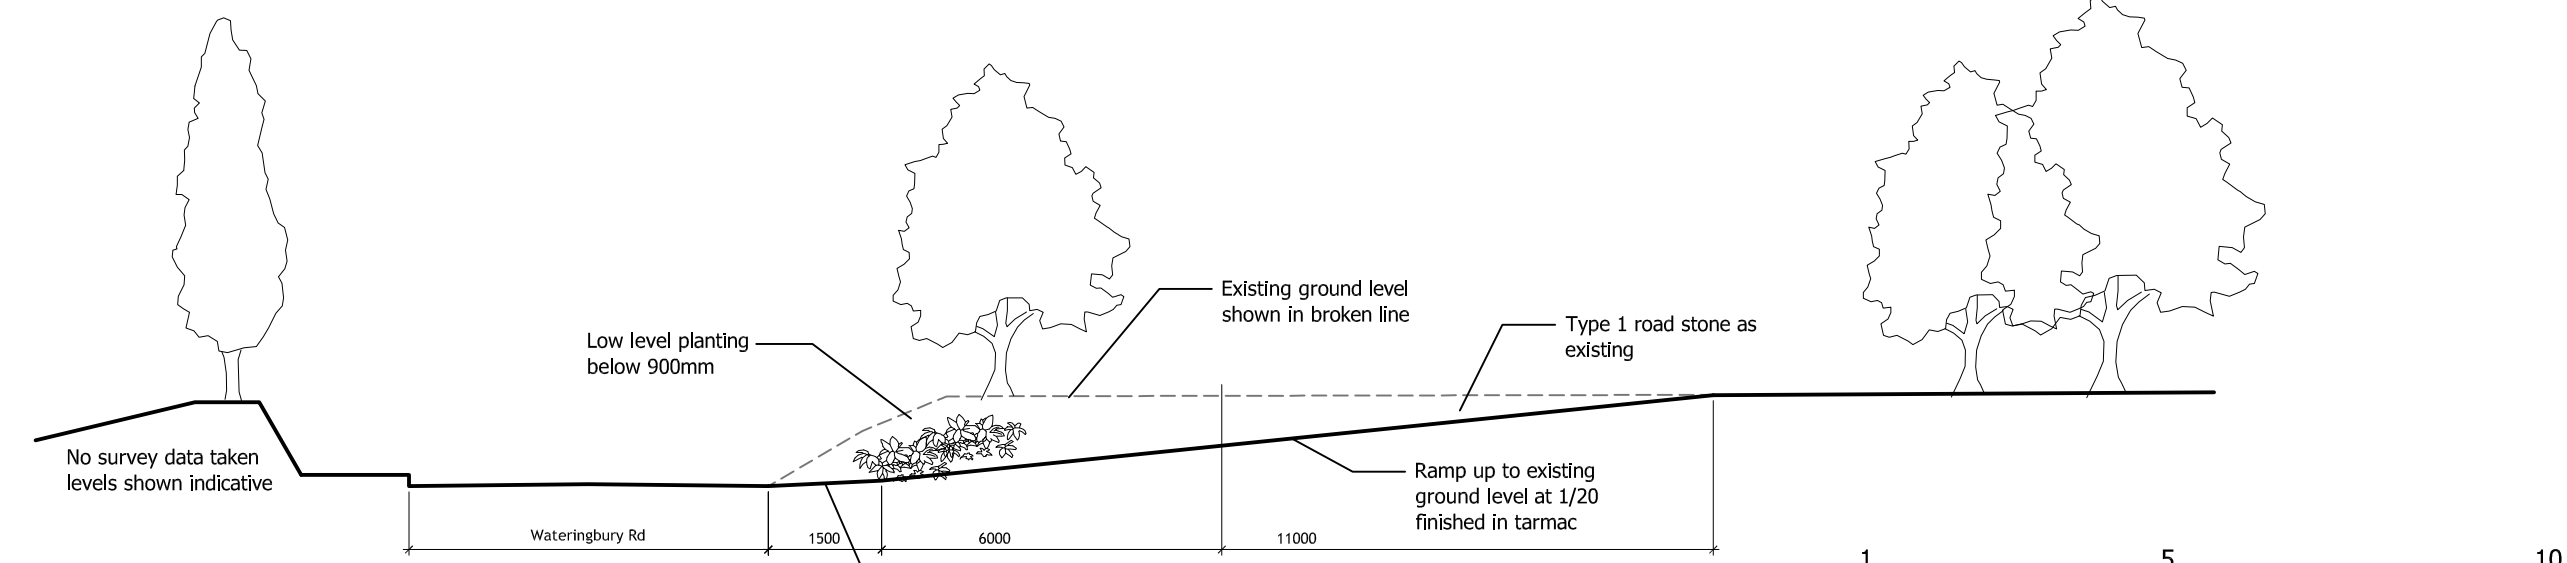 Existing ground level
shown in broken line
Type 1 road stone as
existing
Low level planting
below 900mm
No survey data taken
levels shown indicative
Ramp up to existing
ground level at 1/20
finished in tarmac
Wateringbury Rd
1500
6000
11000
1
5
10